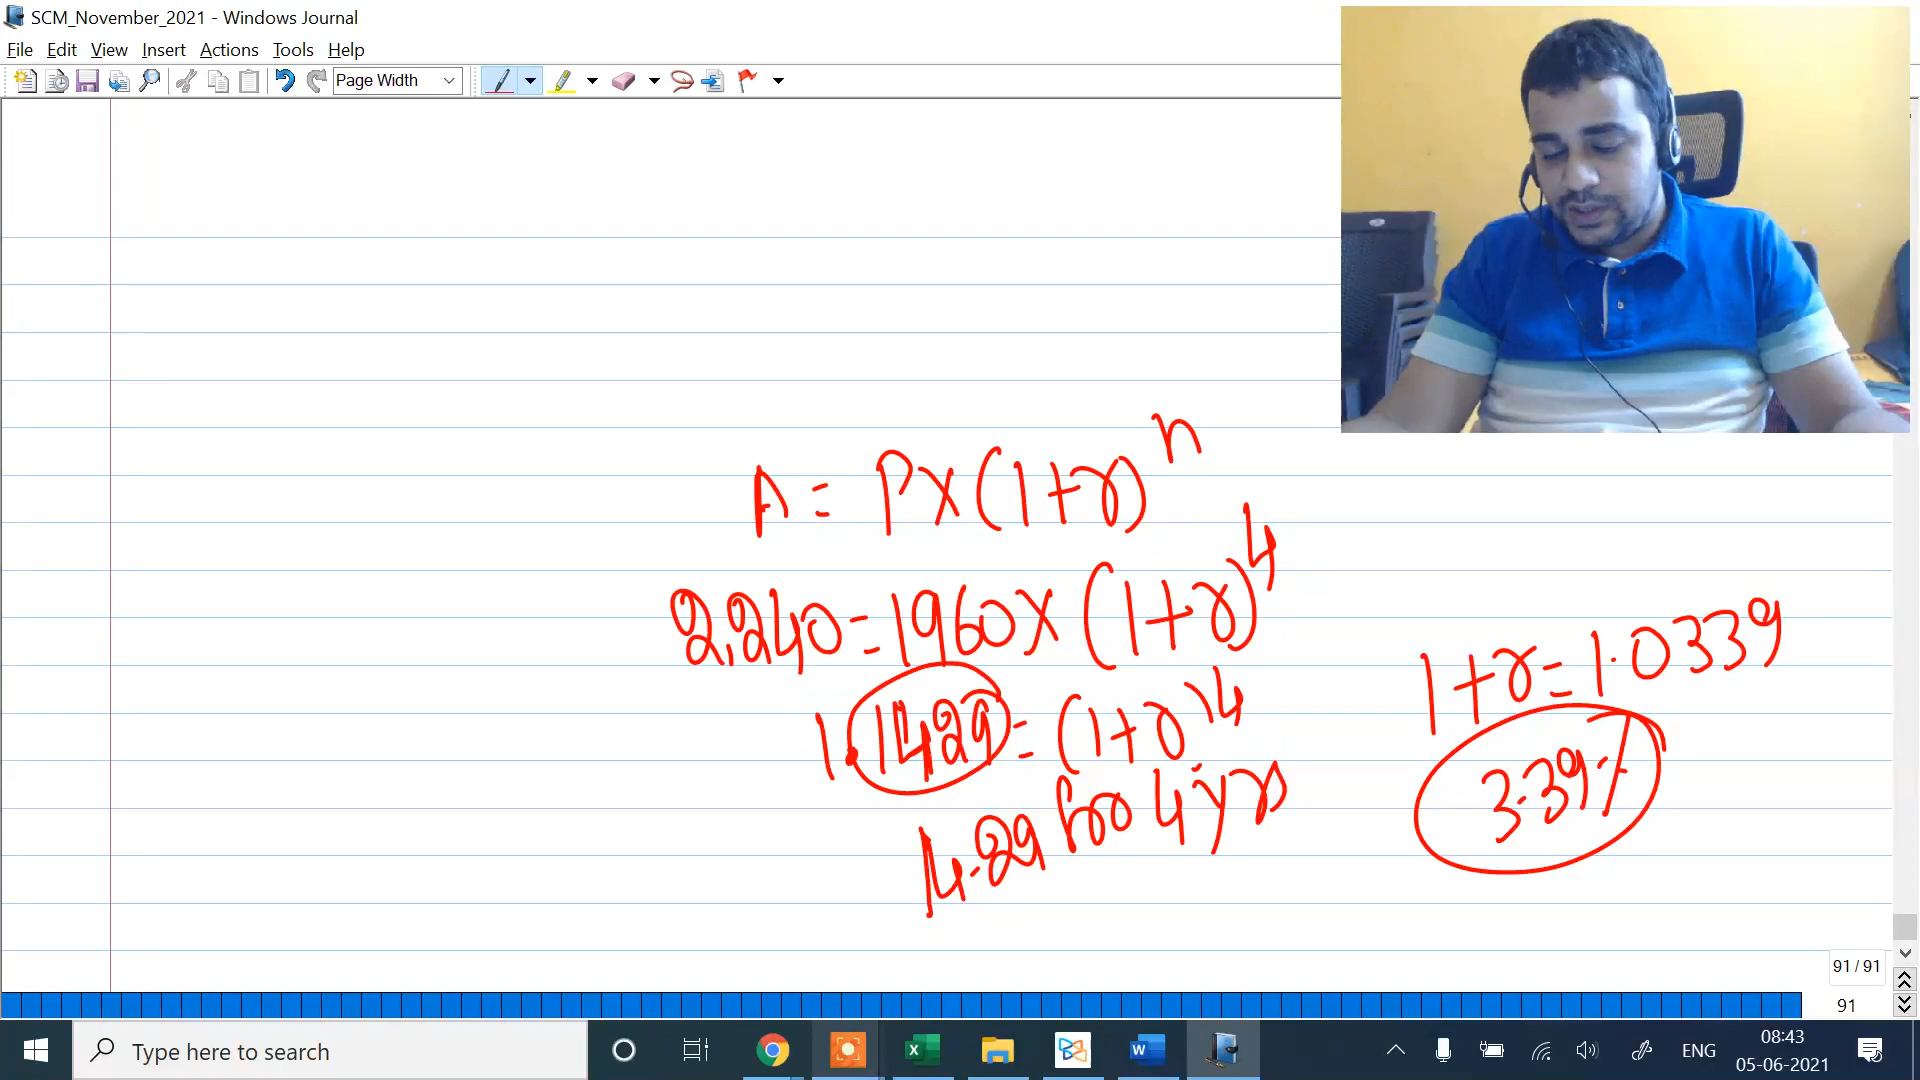 SCM_November_2021 - Windows Journal
File Edit View Insert Actions Tools Help
Page Width
A = P×(1+r)^n
2,240 = 1960×(1+r)^4
1.1429 = (1+r)^4
14.29 for 4 yrs
1+r = 1.0339
3.39%
91 / 91
91
Type here to search
ENG
08:43
05-06-2021